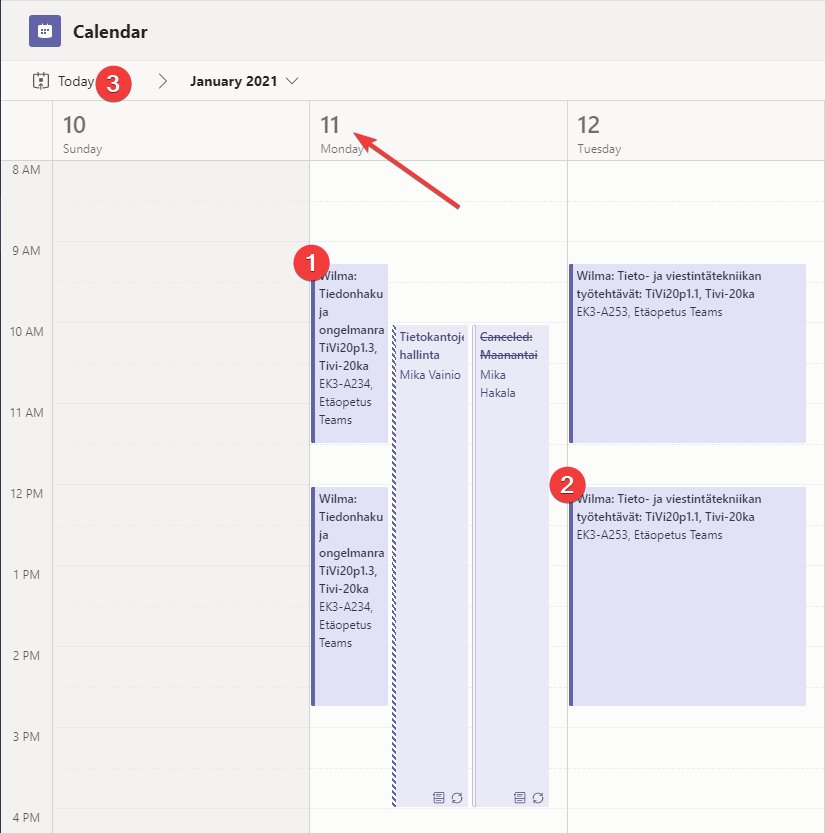 Calendar
Today
3
January 2021
10
Sunday
11
Monday
12
Tuesday
8 AM
9 AM
10 AM
11 AM
12 PM
1 PM
2 PM
3 PM
4 PM
1
Wilma:
Tiedonhaku
ja
ongelmanra
TiVi20p1.3,
Tivi-20ka
EK3-A234,
Etäopetus
Teams
Tietokantoje
hallinta
Mika Vainio
Canceled:
Maanantai
Mika
Hakala
Wilma: Tieto- ja viestintätekniikan
työtehtävät: TiVi20p1.1, Tivi-20ka
EK3-A253, Etäopetus Teams
Wilma:
Tiedonhaku
ja
ongelmanra
TiVi20p1.3,
Tivi-20ka
EK3-A234,
Etäopetus
Teams
2
Wilma: Tieto- ja viestintätekniikan
työtehtävät: TiVi20p1.1, Tivi-20ka
EK3-A253, Etäopetus Teams